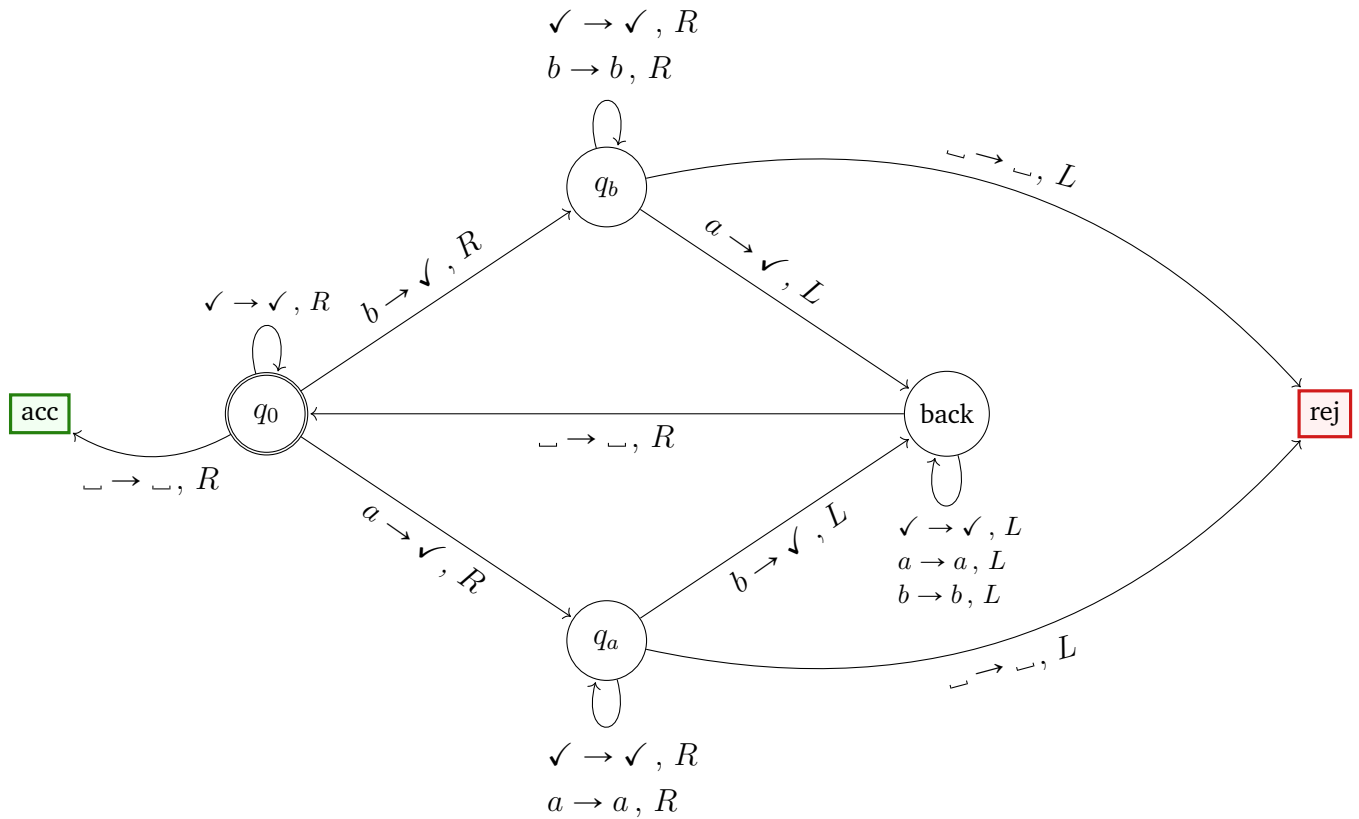 ✓ → ✓ , R
b → b , R
␣ → ␣, L
q_b
a → ✓ , L
b → ✓ , R
✓ → ✓ , R
acc
q_0
back
rej
␣ → ␣, R
␣ → ␣, R
a → ✓ , R
b → ✓ , L
✓ → ✓ , L
a → a , L
b → b , L
q_a
␣ → ␣, L
✓ → ✓ , R
a → a , R